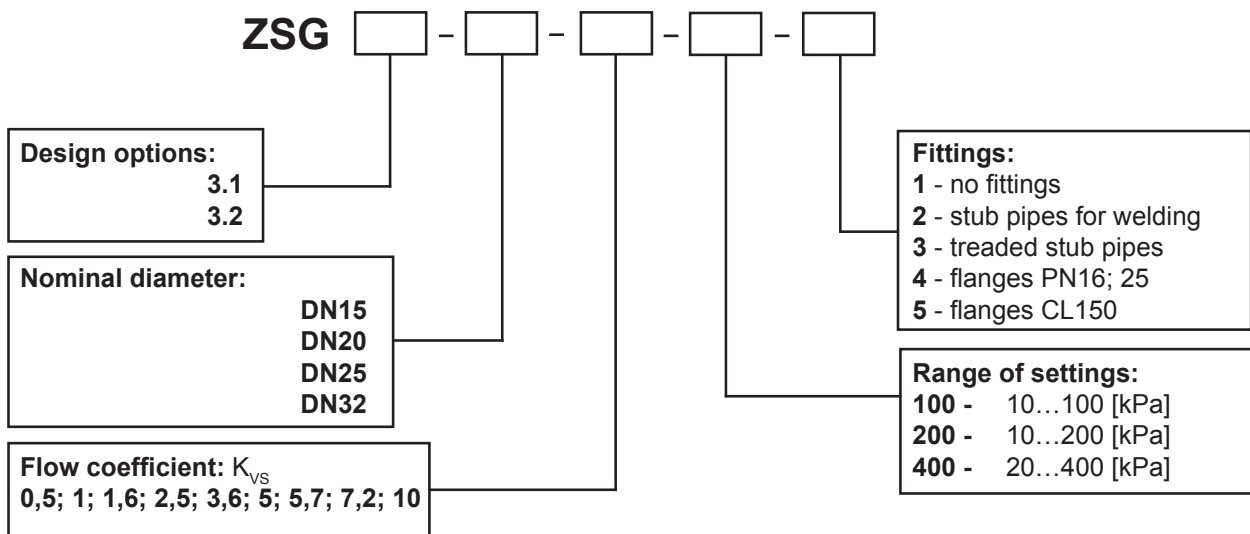 ZSG – – – –
Design options:
3.1
3.2
Nominal diameter:
DN15
DN20
DN25
DN32
Flow coefficient: KVS
0,5; 1; 1,6; 2,5; 3,6; 5; 5,7; 7,2; 10
Fittings:
1 - no fittings
2 - stub pipes for welding
3 - treaded stub pipes
4 - flanges PN16; 25
5 - flanges CL150
Range of settings:
100 - 10…100 [kPa]
200 - 10…200 [kPa]
400 - 20…400 [kPa]